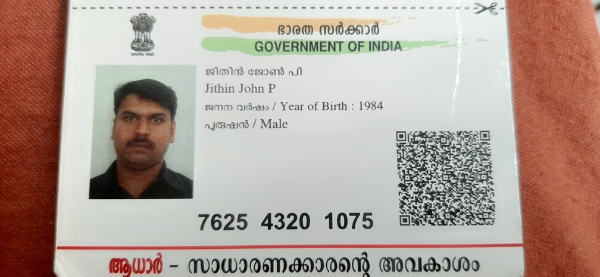 ഭാരത സർക്കാർ
GOVERNMENT OF INDIA
ജിതിൻ ജോൺ പി
Jithin John P
ജനന വർഷം / Year of Birth : 1984
പുരുഷൻ / Male
7625 4320 1075
ആധാർ - സാധാരണക്കാരന്റെ അവകാശം